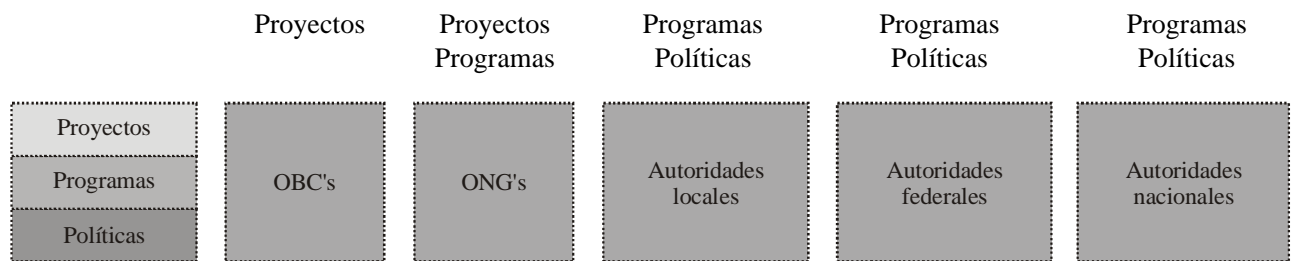 Proyectos
Proyectos
Programas
Programas
Políticas
Programas
Políticas
Programas
Políticas
Proyectos
Programas
Políticas
OBC's
ONG's
Autoridades
locales
Autoridades
federales
Autoridades
nacionales